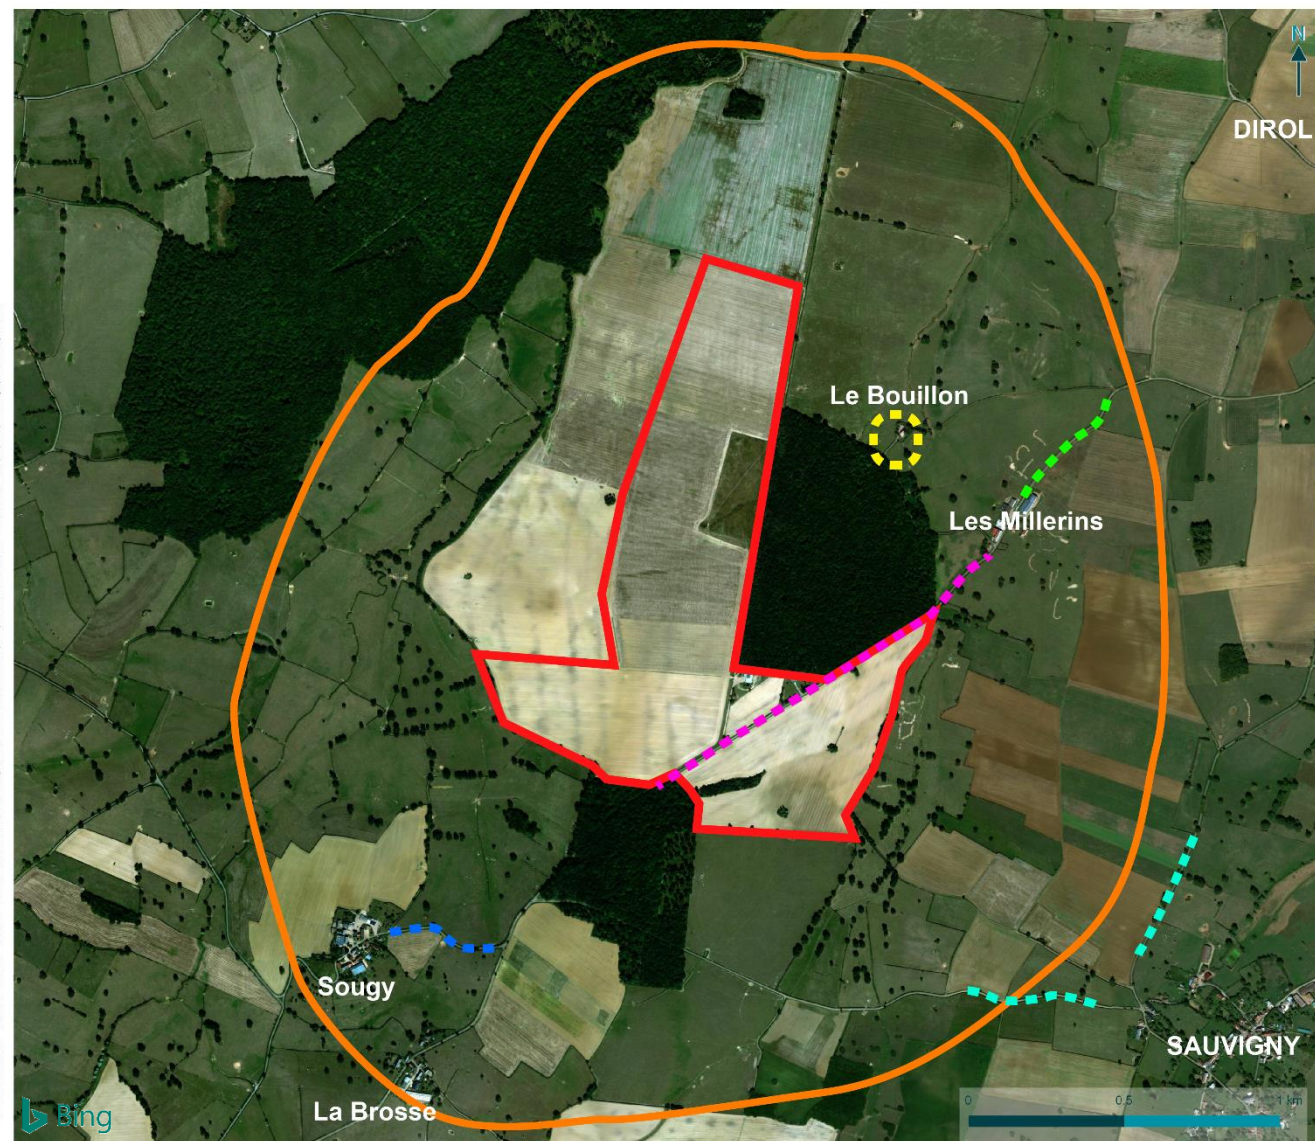 N
DIROL
Le Bouillon
Les Millerins
Sougy
SAUVIGNY
La Brosse
0 0.5 1 km
Bing